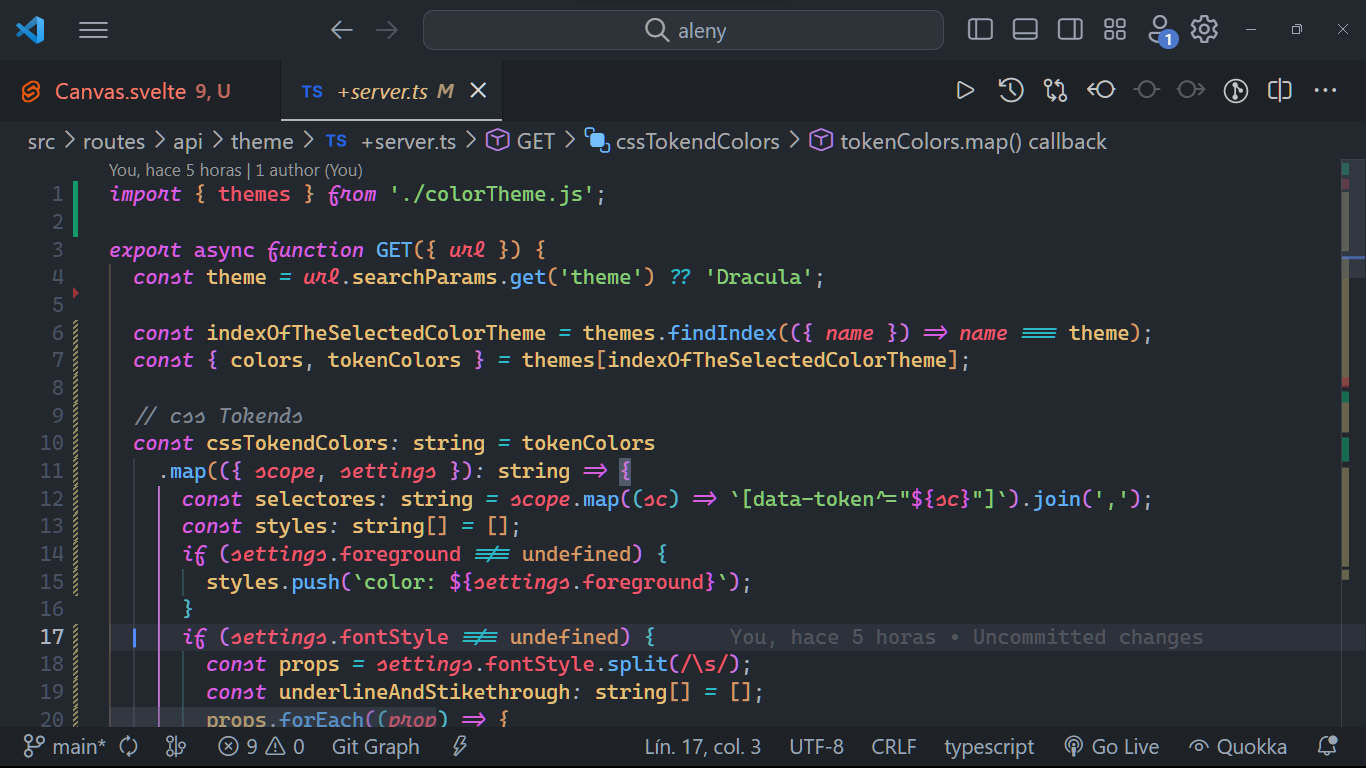 aleny
1
Canvas.svelte 9, U
TS +server.ts M
src > routes > api > theme > TS +server.ts > GET > cssTokendColors > tokenColors.map() callback
You, hace 5 horas | 1 author (You)
1 import { themes } from './colorTheme.js';
2
3 export async function GET({ url }) {
4 const theme = url.searchParams.get('theme') ?? 'Dracula';
5
6 const indexOfTheSelectedColorTheme = themes.findIndex(({ name }) => name === theme);
7 const { colors, tokenColors } = themes[indexOfTheSelectedColorTheme];
8
9 // css Tokends
10 const cssTokendColors: string = tokenColors
11 .map(({ scope, settings }): string => {
12 const selectores: string = scope.map((sc) => `[data-token^="${sc}"]`).join(',');
13 const styles: string[] = [];
14 if (settings.foreground !== undefined) {
15 styles.push(`color: ${settings.foreground}`);
16 }
17 if (settings.fontStyle !== undefined) { You, hace 5 horas • Uncommitted changes
18 const props = settings.fontStyle.split(/\s/);
19 const underlineAndStikethrough: string[] = [];
20 props.forEach((prop) => {
main* 9 0 Git Graph Lín. 17, col. 3 UTF-8 CRLF typescript Go Live Quokka